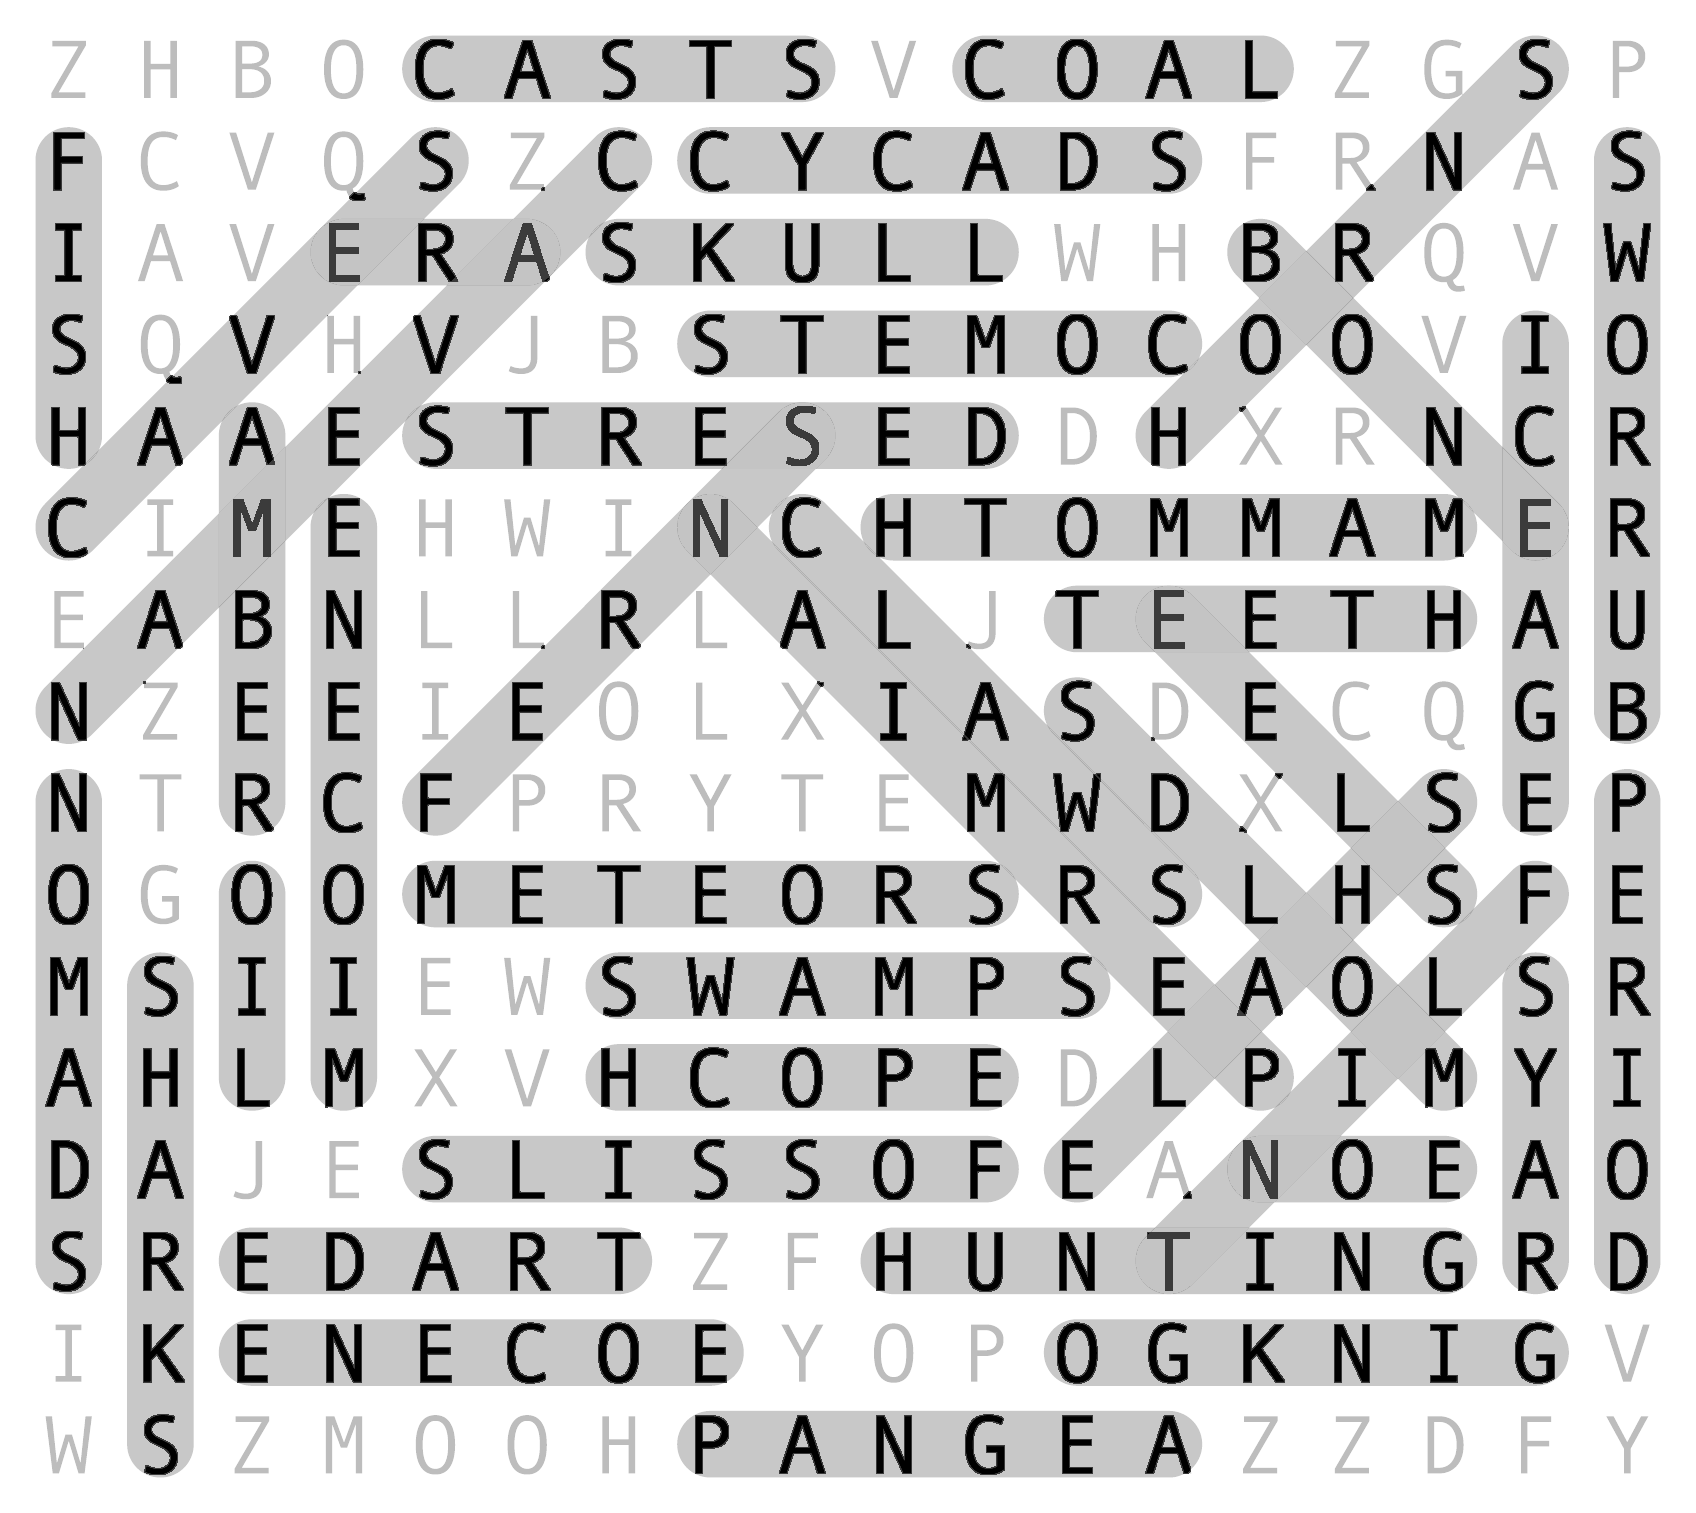 Z H B O C A S T S V C O A L Z G S P
F C V Q S Z C C Y C A D S F R N A S
I A V E R A S K U L L W H B R Q V W
S Q V H V J B S T E M O C O O V I O
H A A E S T R E S E D D H X R N C R
C I M E H W I N C H T O M M A M E R
E A B N L L R L A L J T E E T H A U
N Z E E I E O L X I A S D E C Q G B
N T R C F P R Y T E M W D X L S E P
O G O O M E T E O R S R S L H S F E
M S I I E W S W A M P S E A O L S R
A H L M X V H C O P E D L P I M Y I
D A J E S L I S S O F E A N O E A O
S R E D A R T Z F H U N T I N G R D
I K E N E C O E Y O P O G K N I G V
W S Z M O O H P A N G E A Z Z D F Y